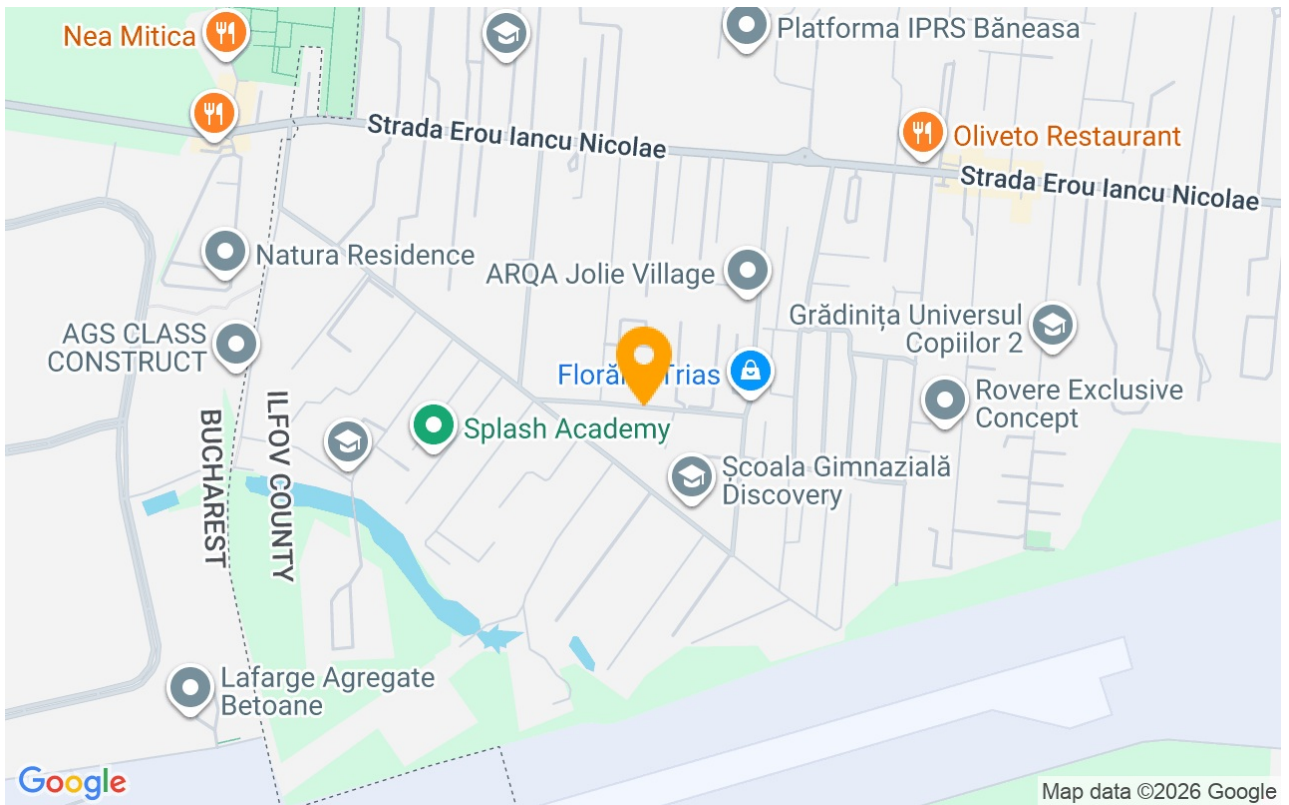 Nea Mitica
Platforma IPRS Băneasa
Strada Erou Iancu Nicolae
Oliveto Restaurant
Strada Erou Iancu Nicolae
Natura Residence
ARQA Jolie Village
Grădinița Universul
Copiilor 2
AGS CLASS
CONSTRUCT
Trias
Rovere Exclusive
Concept
Splash Academy
ILFOV COUNTY
BUCHAREST
Școala Gimnazială
Discovery
Lafarge Agregate
Betoane
Google
Map data ©2026 Google